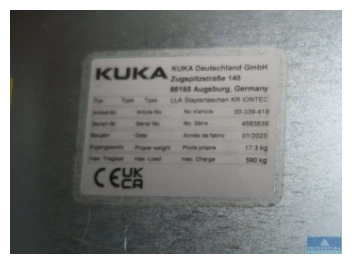 KUKA
KUKA Deutschland GmbH
Zugspitzstraße 140
86165 Augsburg, Germany
Typ Type Type LLA Staplertaschen KR IONTEC
Artikel-Nr. Article No. No. d'article 00-339-419
Serien-Nr. Serial No. No. Série 4563639
Baujahr Date Année de fabric. 01/2023
Eigengewicht Proper weight Poids propre 17.3 kg
max. Traglast max. Load max. Charge 590 kg
CE UK
CA